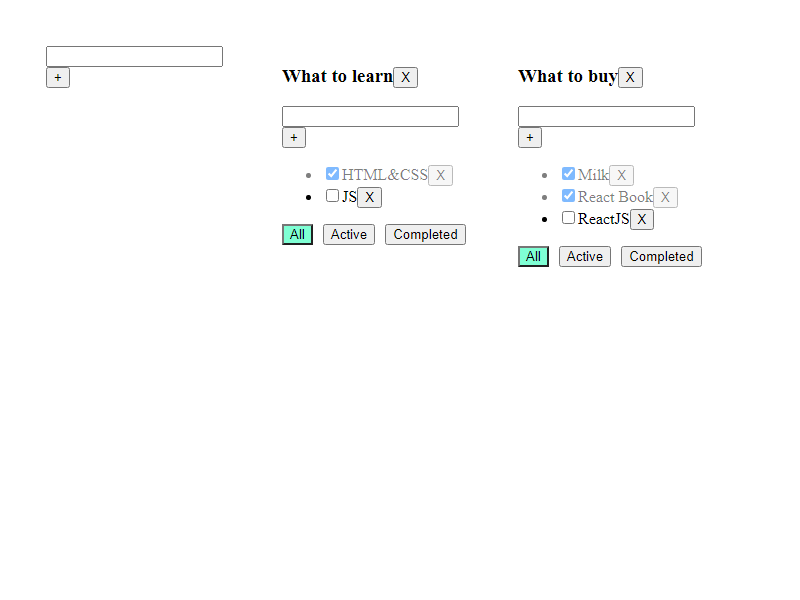 +
What to learn X
+
HTML&CSS X
JS X
All Active Completed
What to buy X
+
Milk X
React Book X
ReactJS X
All Active Completed